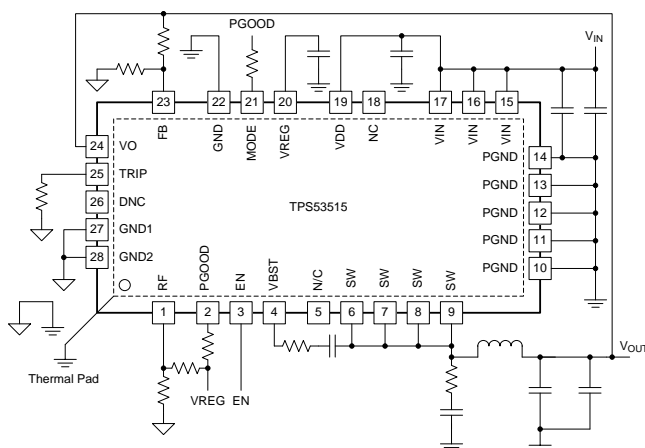 PGOOD
V_IN
23 22 21 20 19 18 17 16 15
FB GND MODE VREG VDD NC VIN VIN VIN
24 VO
25 TRIP
26 DNC
27 GND1
28 GND2
TPS53515
PGND 14
PGND 13
PGND 12
PGND 11
PGND 10
RF PGOOD EN VBST N/C SW SW SW SW
1 2 3 4 5 6 7 8 9
V_OUT
Thermal Pad
VREG EN